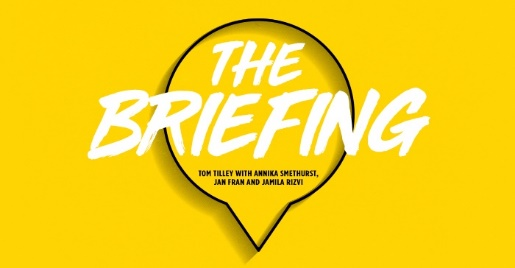 THE
BRIEFING
TOM TILLEY WITH ANNIKA SMETHURST,
JAN FRAN AND JAMILA RIZVI